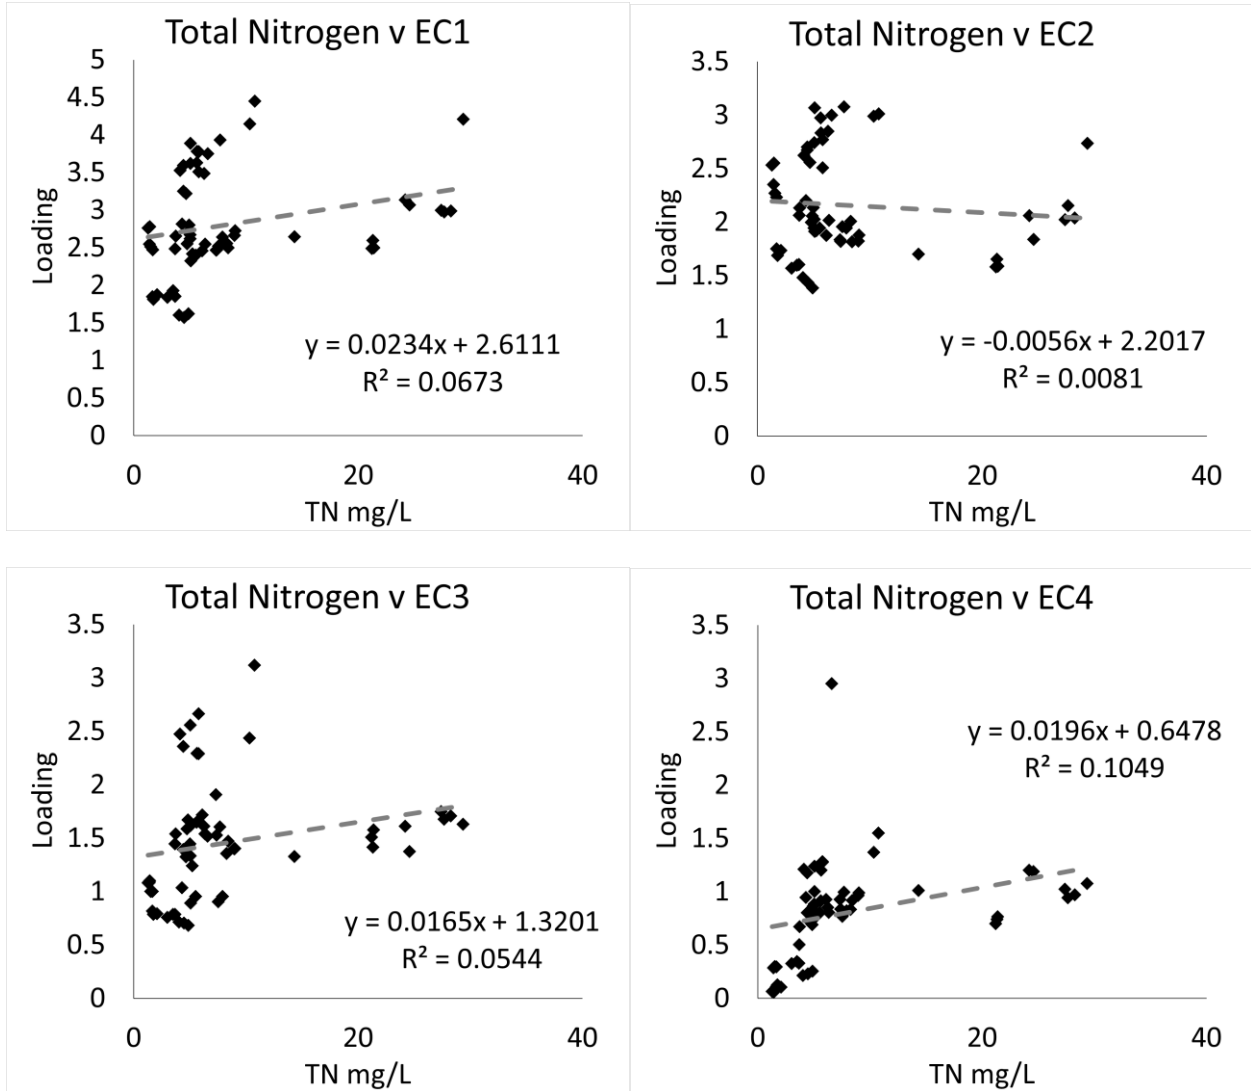 Total Nitrogen v EC1
5
4.5
4
3.5
3
2.5
2
1.5
1
0.5
0
Loading
y = 0.0234x + 2.6111
R² = 0.0673
0 20 40
TN mg/L
Total Nitrogen v EC2
3.5
3
2.5
2
1.5
1
0.5
0
Loading
y = -0.0056x + 2.2017
R² = 0.0081
0 20 40
TN mg/L
Total Nitrogen v EC3
3.5
3
2.5
2
1.5
1
0.5
0
Loading
y = 0.0165x + 1.3201
R² = 0.0544
0 20 40
TN mg/L
Total Nitrogen v EC4
3.5
3
2.5
2
1.5
1
0.5
0
Loading
y = 0.0196x + 0.6478
R² = 0.1049
0 20 40
TN mg/L